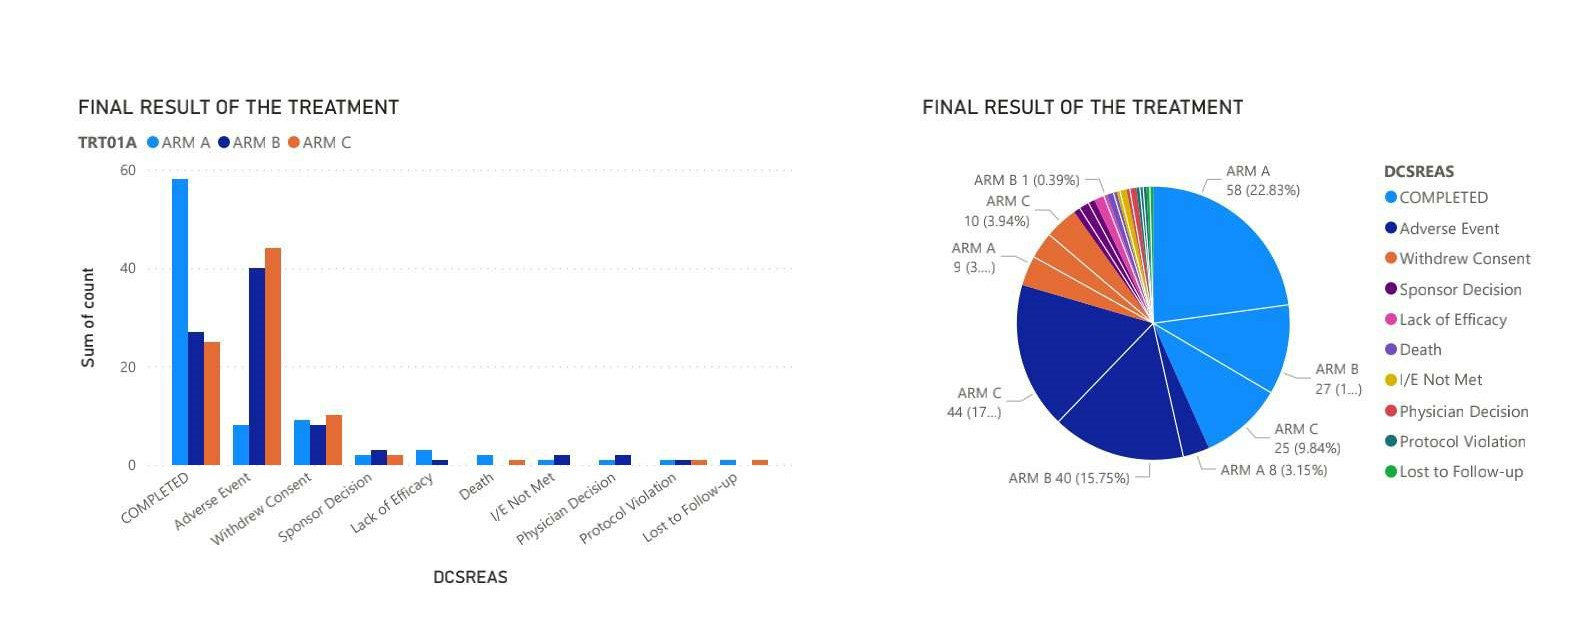 FINAL RESULT OF THE TREATMENT
TRT01A ARM A ARM B ARM C
60
40
20
0
Sum of count
COMPLETED
Adverse Event
Withdrew Consent
Sponsor Decision
Lack of Efficacy
Death
I/E Not Met
Physician Decision
Protocol Violation
Lost to Follow-up
DCSREAS
FINAL RESULT OF THE TREATMENT
ARM B 1 (0.39%)
ARM C
10 (3.94%)
ARM A
9 (3....)
ARM C
44 (17...)
ARM B 40 (15.75%)
ARM A
58 (22.83%)
ARM B
27 (1...)
ARM C
25 (9.84%)
ARM A 8 (3.15%)
DCSREAS
COMPLETED
Adverse Event
Withdrew Consent
Sponsor Decision
Lack of Efficacy
Death
I/E Not Met
Physician Decision
Protocol Violation
Lost to Follow-up